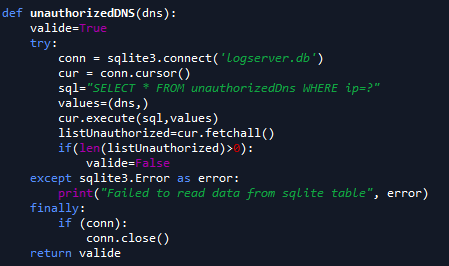 def unauthorizedDNS(dns):
    valide=True
    try:
        conn = sqlite3.connect('logserver.db')
        cur = conn.cursor()
        sql="SELECT * FROM unauthorizedDns WHERE ip=?"
        values=(dns,)
        cur.execute(sql,values)
        listUnauthorized=cur.fetchall()
        if(len(listUnauthorized)>0):
            valide=False
    except sqlite3.Error as error:
        print("Failed to read data from sqlite table", error)
    finally:
        if (conn):
            conn.close()
    return valide